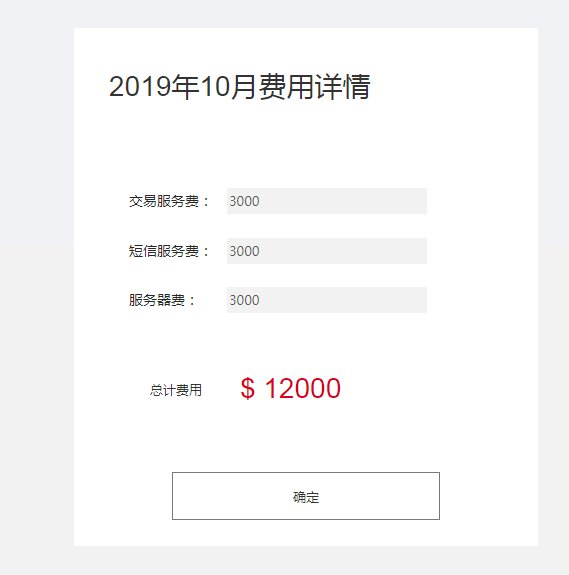 2019年10月费用详情
交易服务费： 3000
短信服务费： 3000
服务器费： 3000
总计费用 $ 12000
确定